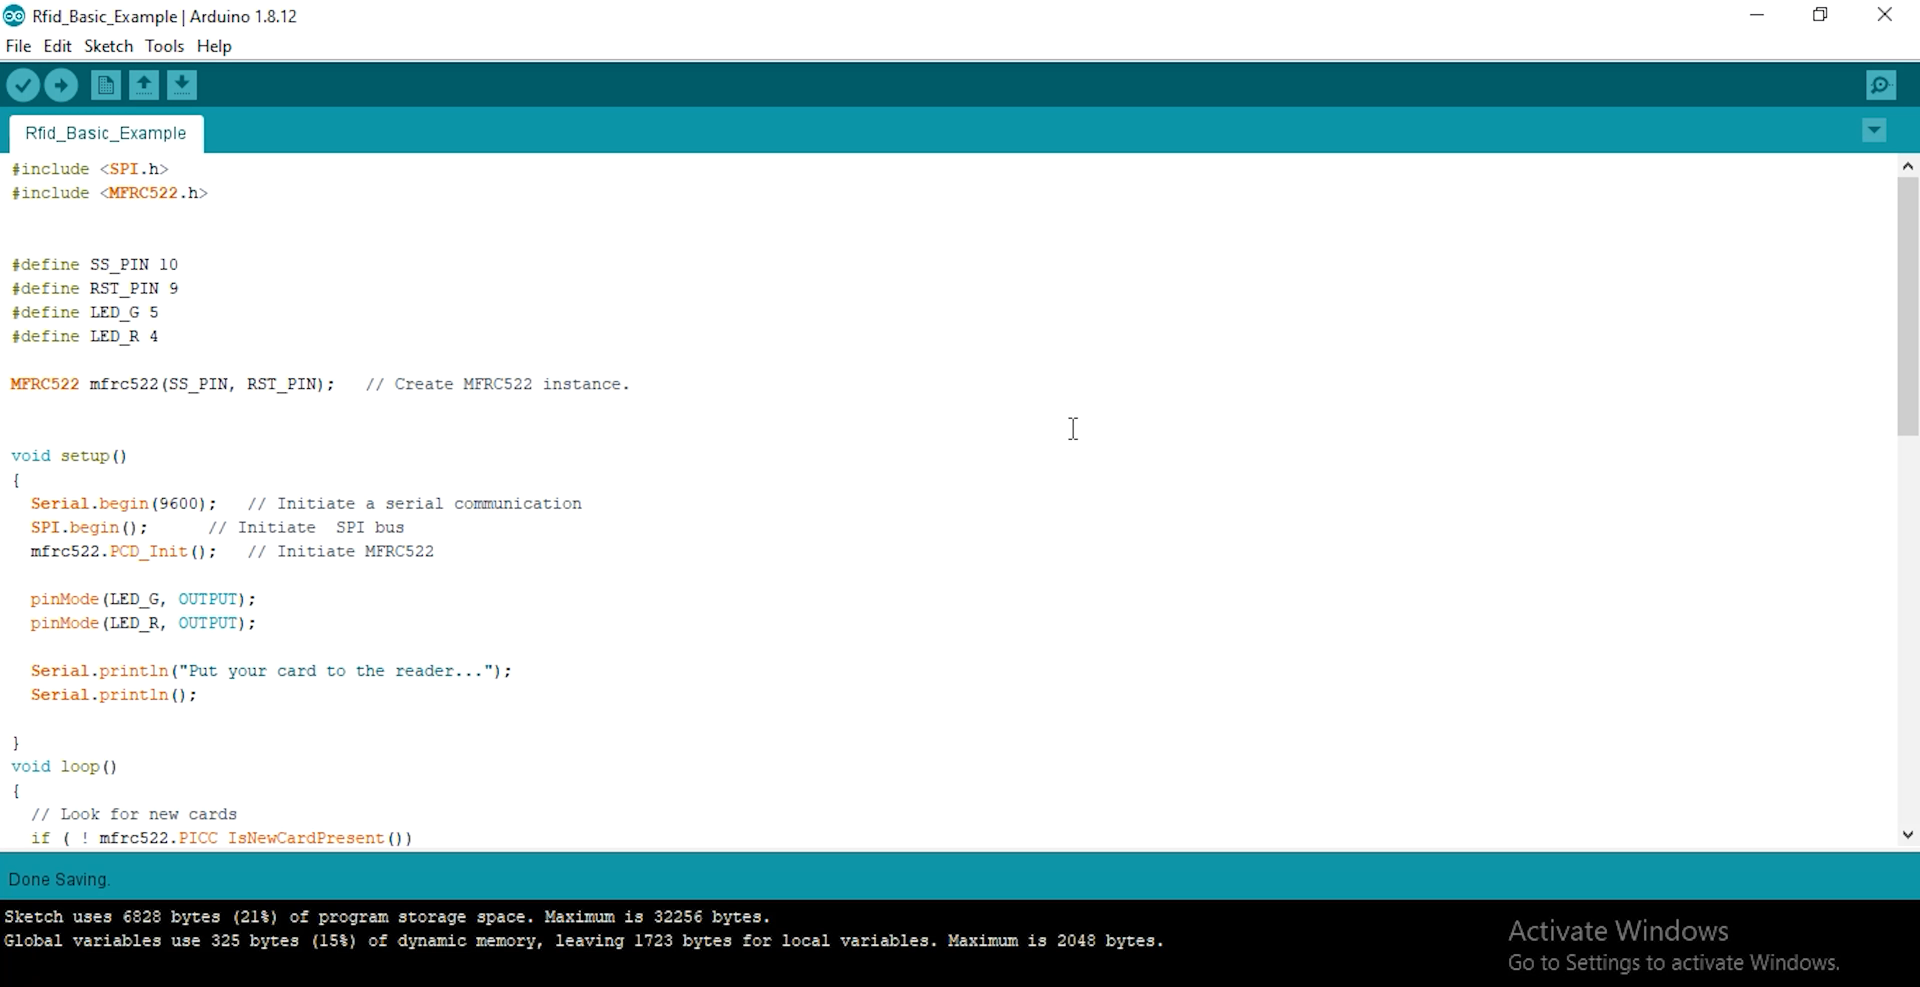 Rfid_Basic_Example | Arduino 1.8.12
File Edit Sketch Tools Help
Rfid_Basic_Example
#include <SPI.h>
#include <MFRC522.h>
#define SS_PIN 10
#define RST_PIN 9
#define LED_G 5
#define LED_R 4
MFRC522 mfrc522(SS_PIN, RST_PIN);   // Create MFRC522 instance.
void setup()
{
  Serial.begin(9600);   // Initiate a serial communication
  SPI.begin();      // Initiate  SPI bus
  mfrc522.PCD_Init();   // Initiate MFRC522
  pinMode(LED_G, OUTPUT);
  pinMode(LED_R, OUTPUT);
  Serial.println("Put your card to the reader...");
  Serial.println();
}
void loop()
{
  // Look for new cards
  if ( ! mfrc522.PICC_IsNewCardPresent())
Done Saving.
Sketch uses 6828 bytes (21%) of program storage space. Maximum is 32256 bytes.
Global variables use 325 bytes (15%) of dynamic memory, leaving 1723 bytes for local variables. Maximum is 2048 bytes.
Activate Windows
Go to Settings to activate Windows.